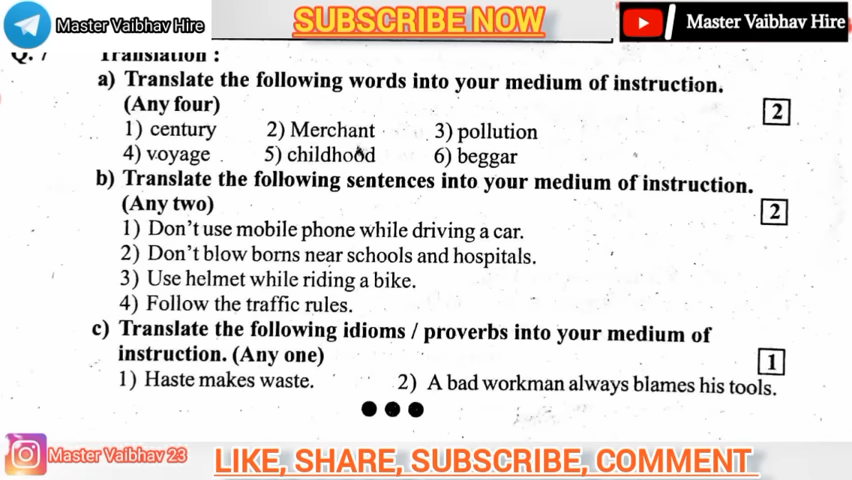 Master Vaibhav Hire
SUBSCRIBE NOW
Master Vaibhav Hire
Q. 7 Translation :
a) Translate the following words into your medium of instruction.
(Any four) 2
1) century 2) Merchant 3) pollution
4) voyage 5) childhood 6) beggar
b) Translate the following sentences into your medium of instruction.
(Any two) 2
1) Don't use mobile phone while driving a car.
2) Don't blow borns near schools and hospitals.
3) Use helmet while riding a bike.
4) Follow the traffic rules.
c) Translate the following idioms / proverbs into your medium of
instruction. (Any one) 1
1) Haste makes waste. 2) A bad workman always blames his tools.
Master Vaibhav 23
LIKE, SHARE, SUBSCRIBE, COMMENT